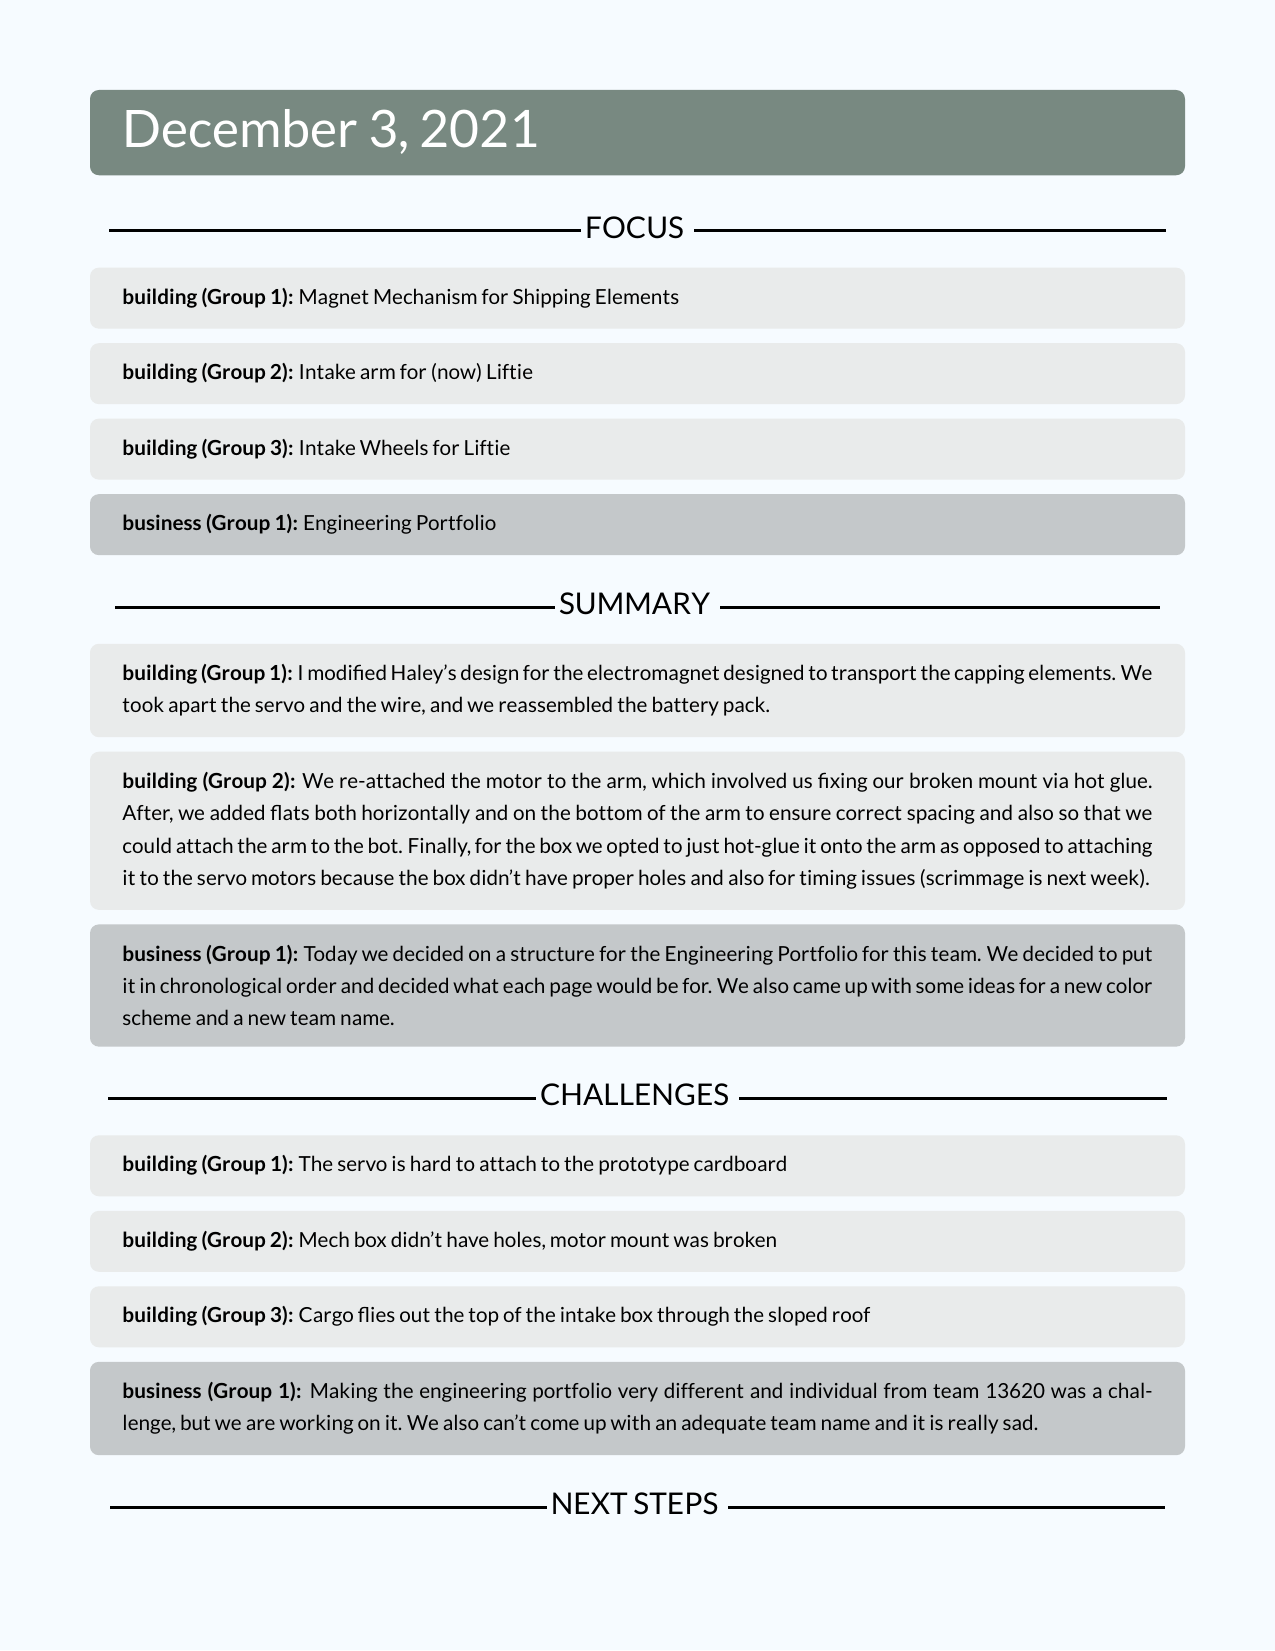 December 3, 2021
FOCUS
building (Group 1): Magnet Mechanism for Shipping Elements
building (Group 2): Intake arm for (now) Liftie
building (Group 3): Intake Wheels for Liftie
business (Group 1): Engineering Portfolio
SUMMARY
building (Group 1): I modified Haley’s design for the electromagnet designed to transport the capping elements. We
took apart the servo and the wire, and we reassembled the battery pack.
building (Group 2): We re-attached the motor to the arm, which involved us fixing our broken mount via hot glue.
After, we added flats both horizontally and on the bottom of the arm to ensure correct spacing and also so that we
could attach the arm to the bot. Finally, for the box we opted to just hot-glue it onto the arm as opposed to attaching
it to the servo motors because the box didn’t have proper holes and also for timing issues (scrimmage is next week).
business (Group 1): Today we decided on a structure for the Engineering Portfolio for this team. We decided to put
it in chronological order and decided what each page would be for. We also came up with some ideas for a new color
scheme and a new team name.
CHALLENGES
building (Group 1): The servo is hard to attach to the prototype cardboard
building (Group 2): Mech box didn’t have holes, motor mount was broken
building (Group 3): Cargo flies out the top of the intake box through the sloped roof
business (Group 1): Making the engineering portfolio very different and individual from team 13620 was a chal-
lenge, but we are working on it. We also can’t come up with an adequate team name and it is really sad.
NEXT STEPS